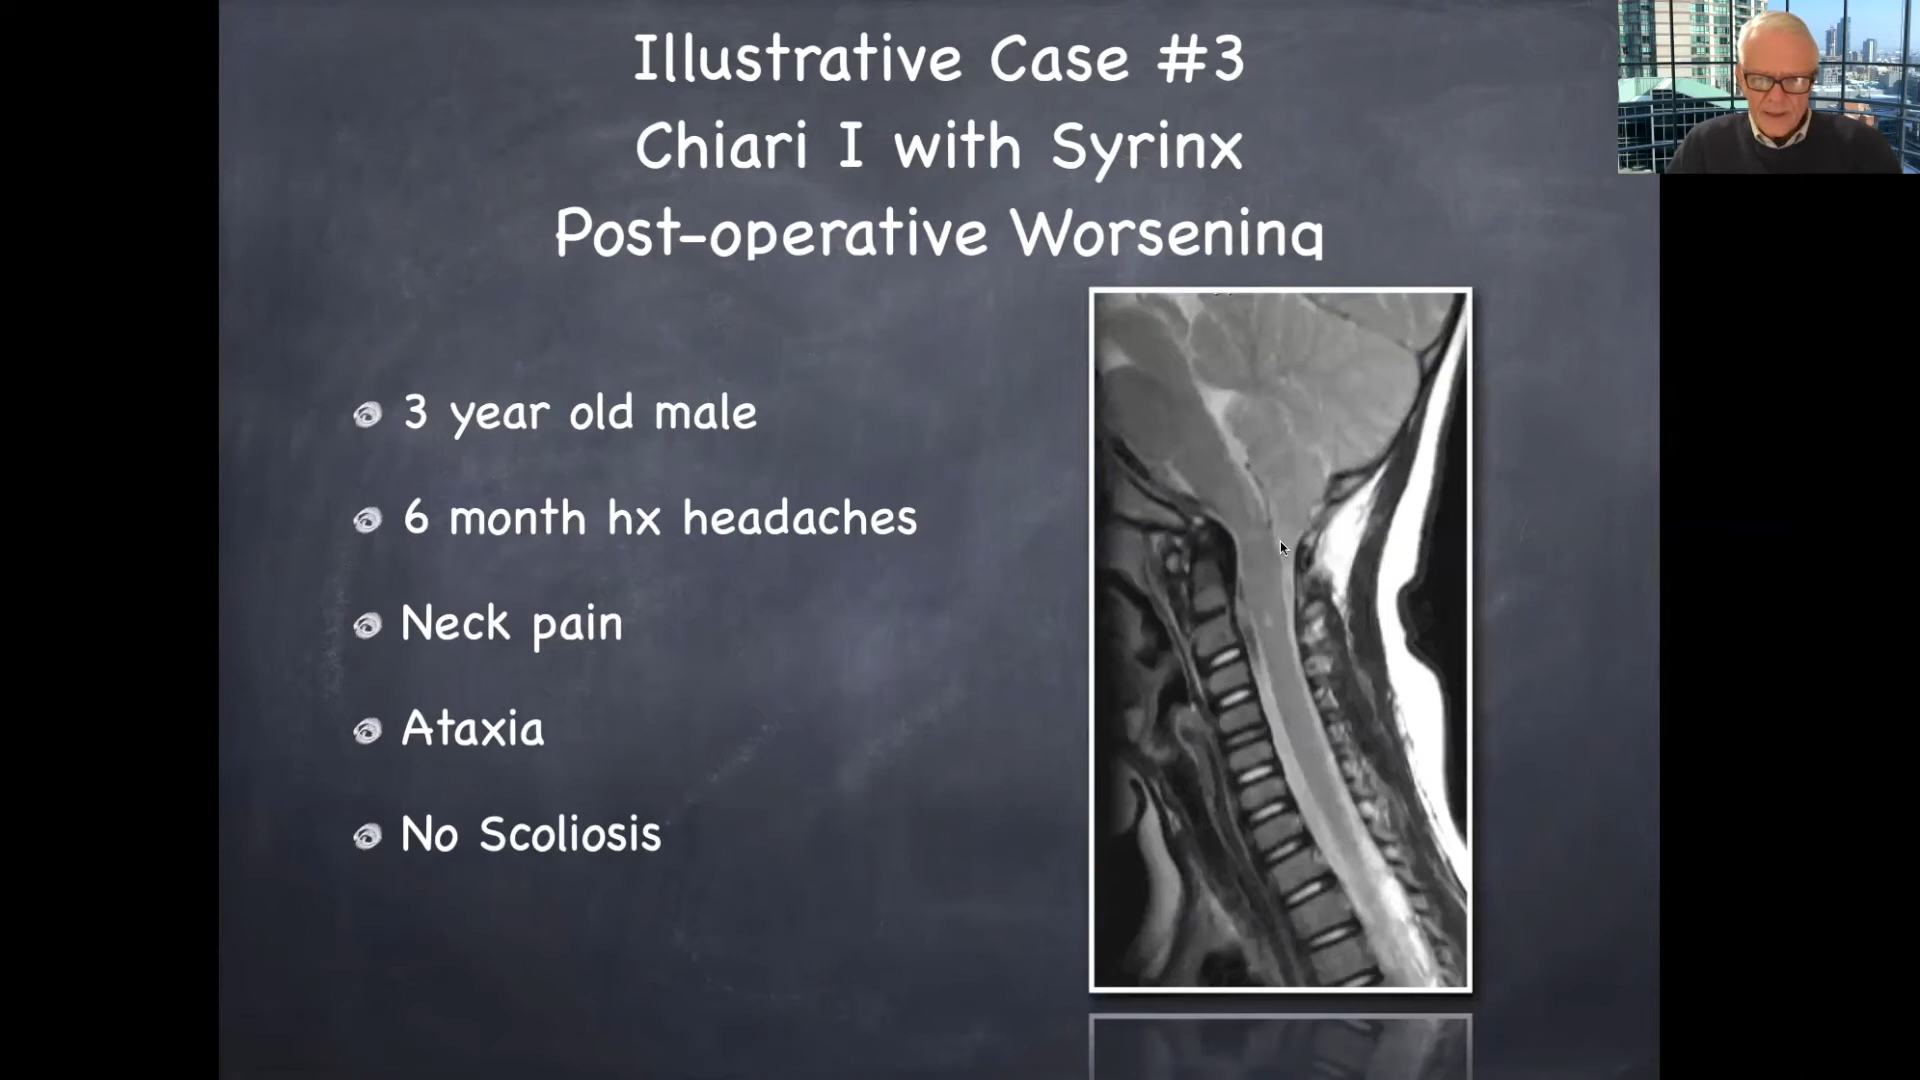 Illustrative Case #3
Chiari I with Syrinx
Post-operative Worsening
3 year old male
6 month hx headaches
Neck pain
Ataxia
No Scoliosis